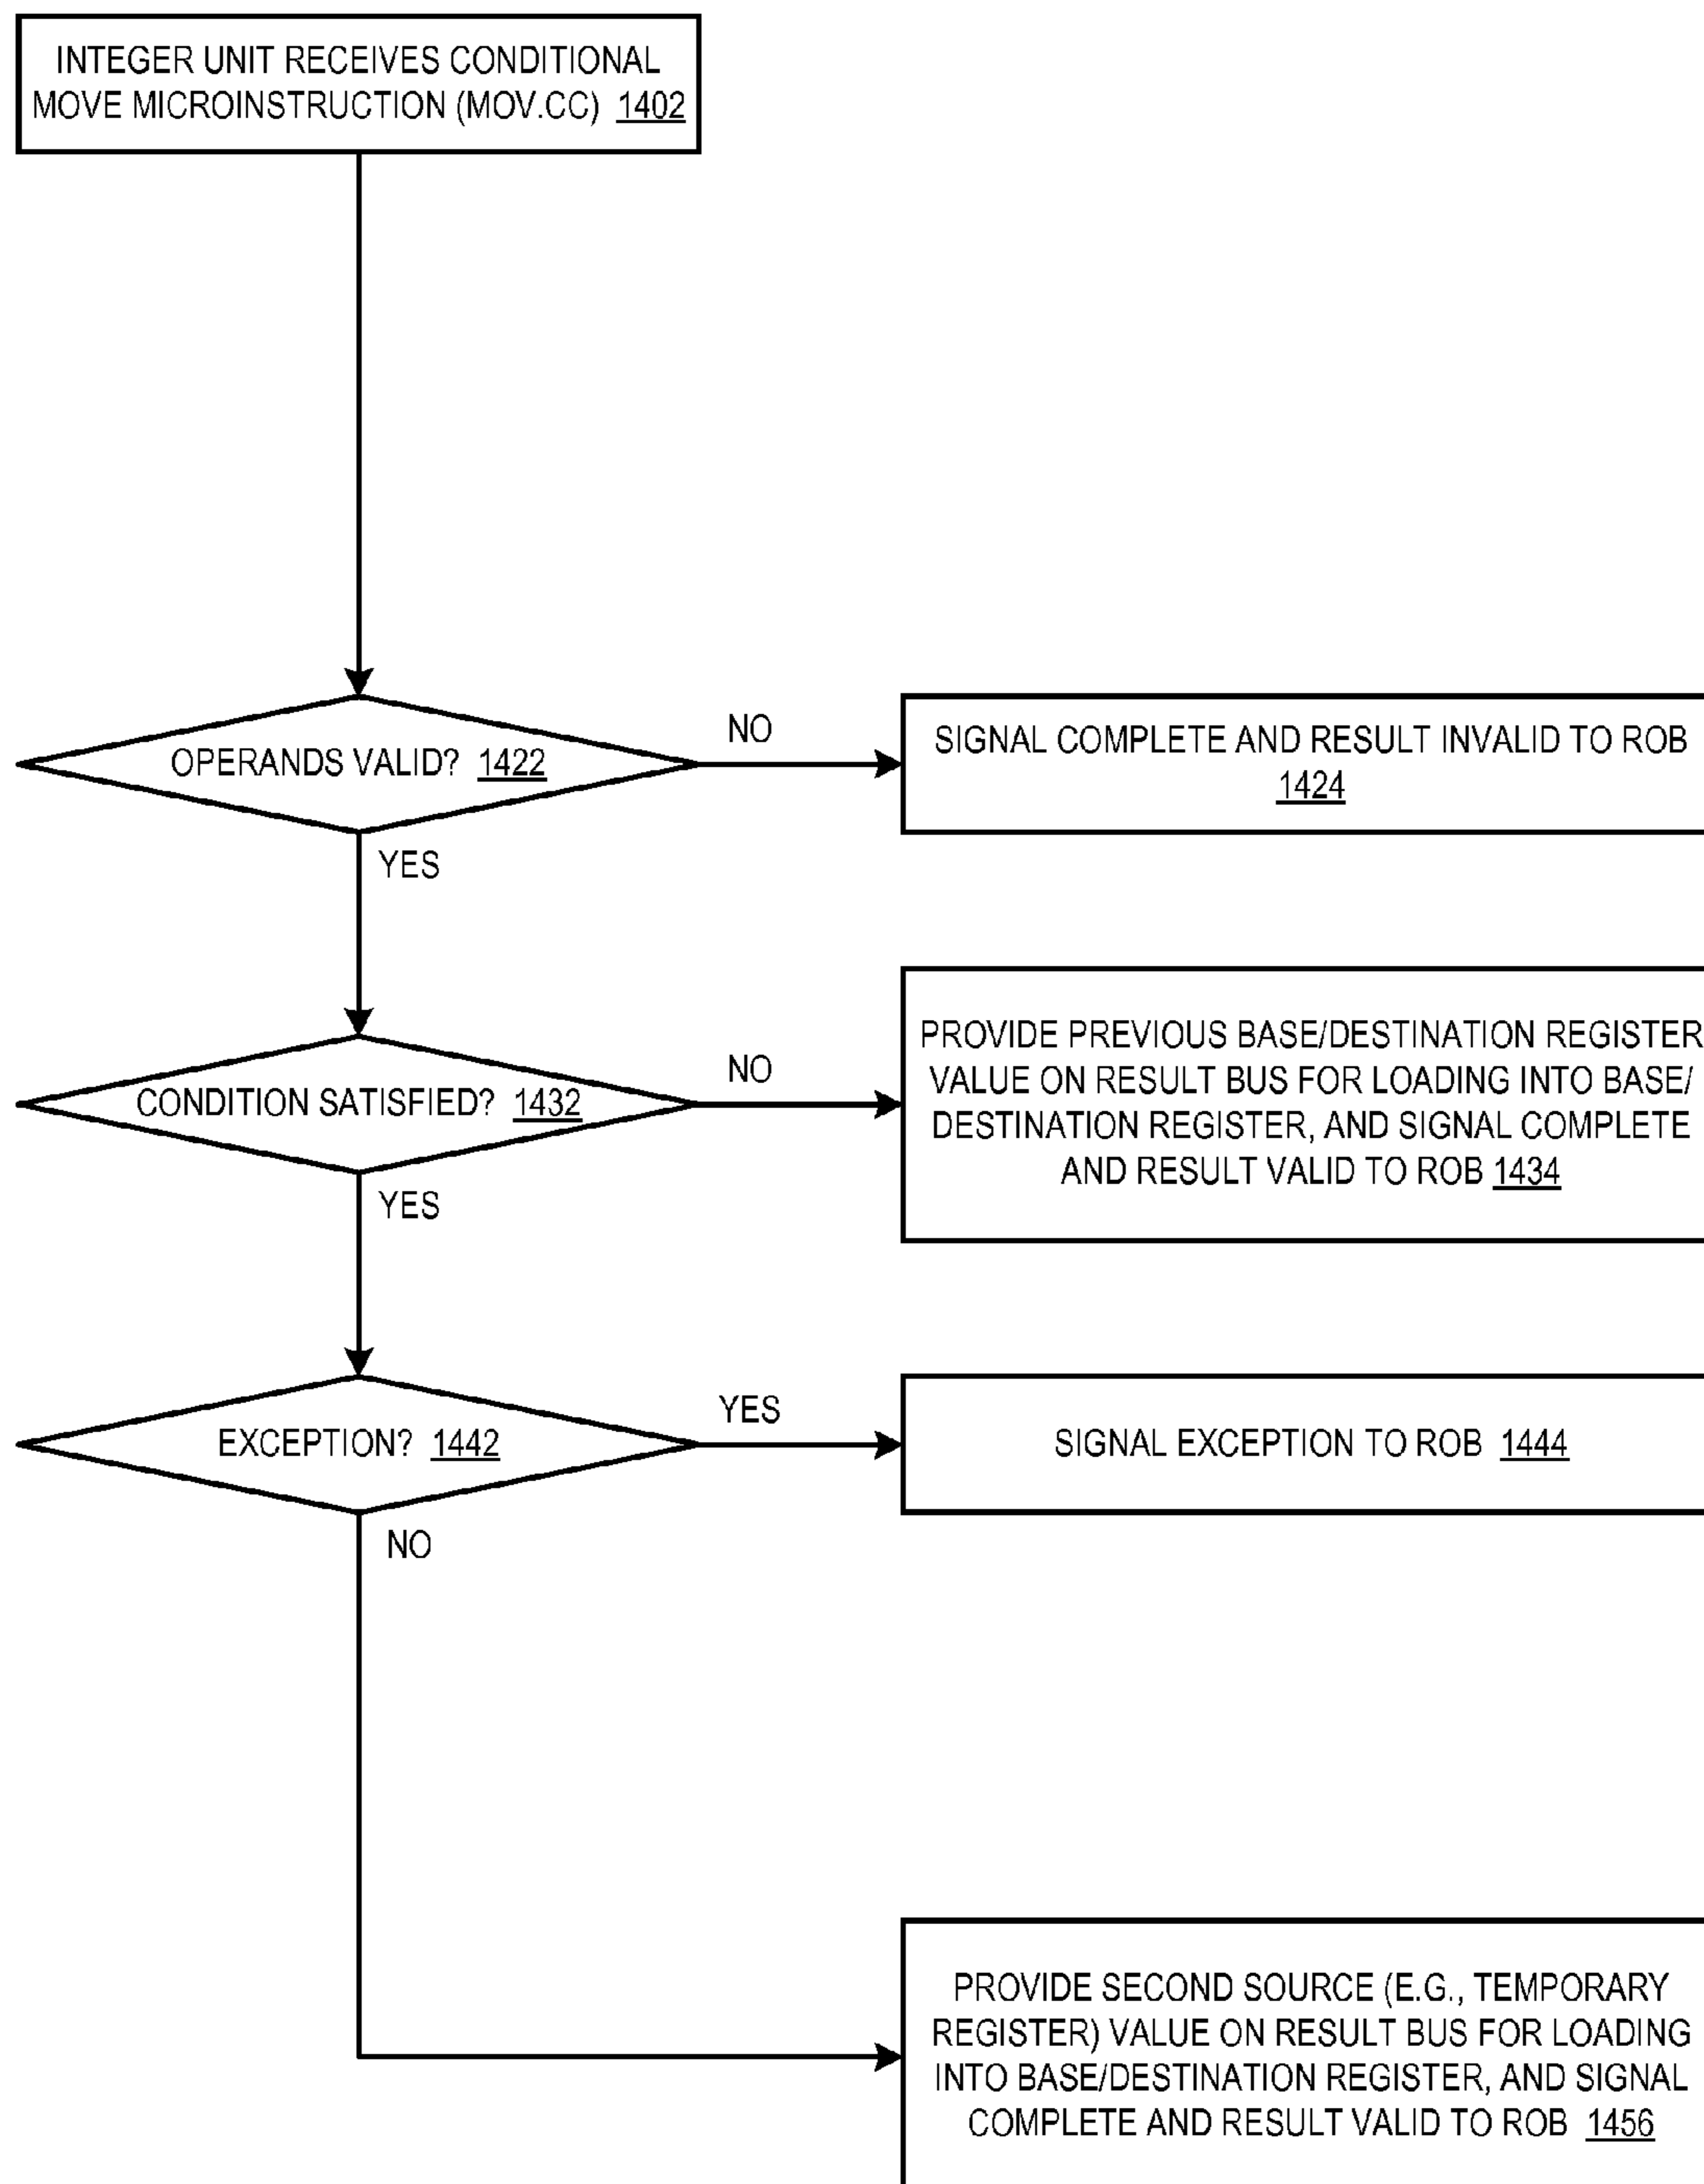 INTEGER UNIT RECEIVES CONDITIONAL
MOVE MICROINSTRUCTION (MOV.CC) 1402
OPERANDS VALID? 1422
NO
SIGNAL COMPLETE AND RESULT INVALID TO ROB
1424
YES
CONDITION SATISFIED? 1432
NO
PROVIDE PREVIOUS BASE/DESTINATION REGISTER
VALUE ON RESULT BUS FOR LOADING INTO BASE/
DESTINATION REGISTER, AND SIGNAL COMPLETE
AND RESULT VALID TO ROB 1434
YES
EXCEPTION? 1442
YES
SIGNAL EXCEPTION TO ROB 1444
NO
PROVIDE SECOND SOURCE (E.G., TEMPORARY
REGISTER) VALUE ON RESULT BUS FOR LOADING
INTO BASE/DESTINATION REGISTER, AND SIGNAL
COMPLETE AND RESULT VALID TO ROB 1456